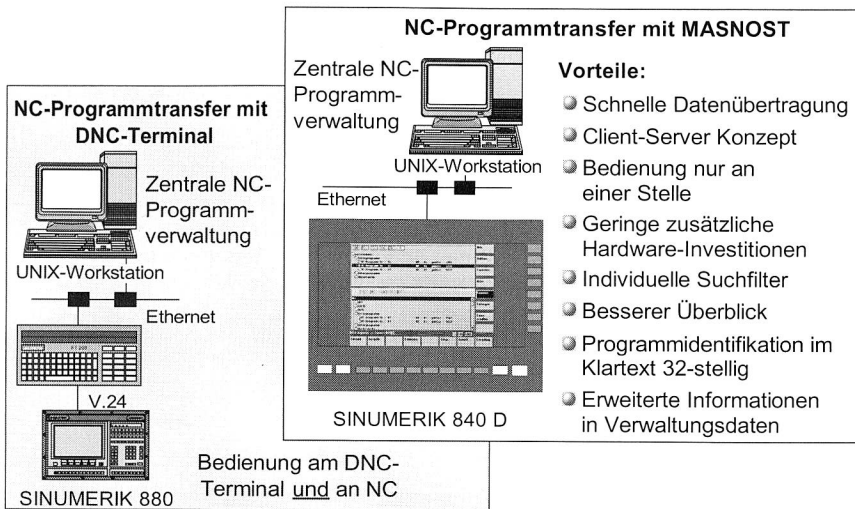 NC-Programmtransfer mit
DNC-Terminal
Zentrale NC-
Programm-
verwaltung
UNIX-Workstation
Ethernet
V.24
SINUMERIK 880
Bedienung am DNC-
Terminal und an NC
NC-Programmtransfer mit MASNOST
Zentrale NC-
Programm-
verwaltung
UNIX-Workstation
Ethernet
SINUMERIK 840 D
Vorteile:
Schnelle Datenübertragung
Client-Server Konzept
Bedienung nur an
einer Stelle
Geringe zusätzliche
Hardware-Investitionen
Individuelle Suchfilter
Besserer Überblick
Programmidentifikation im
Klartext 32-stellig
Erweiterte Informationen
in Verwaltungsdaten